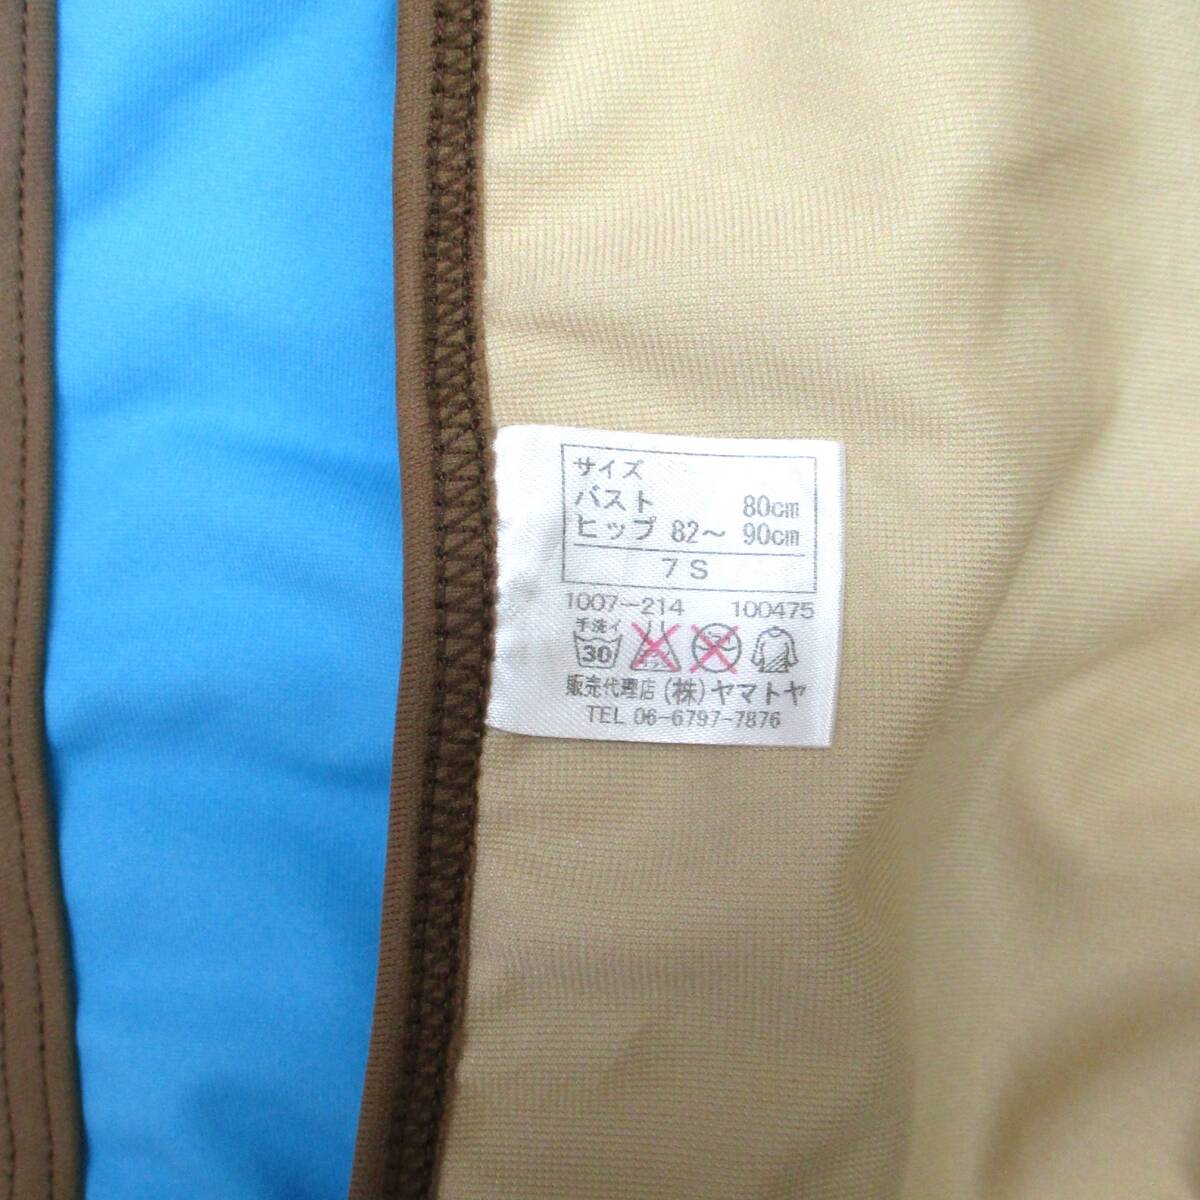 サイズ
バスト 80cm
ヒップ 82～ 90cm
7 S
1007-214 100475
手洗イ
30
販売代理店 (株) ヤマトヤ
TEL 06-6797-7876